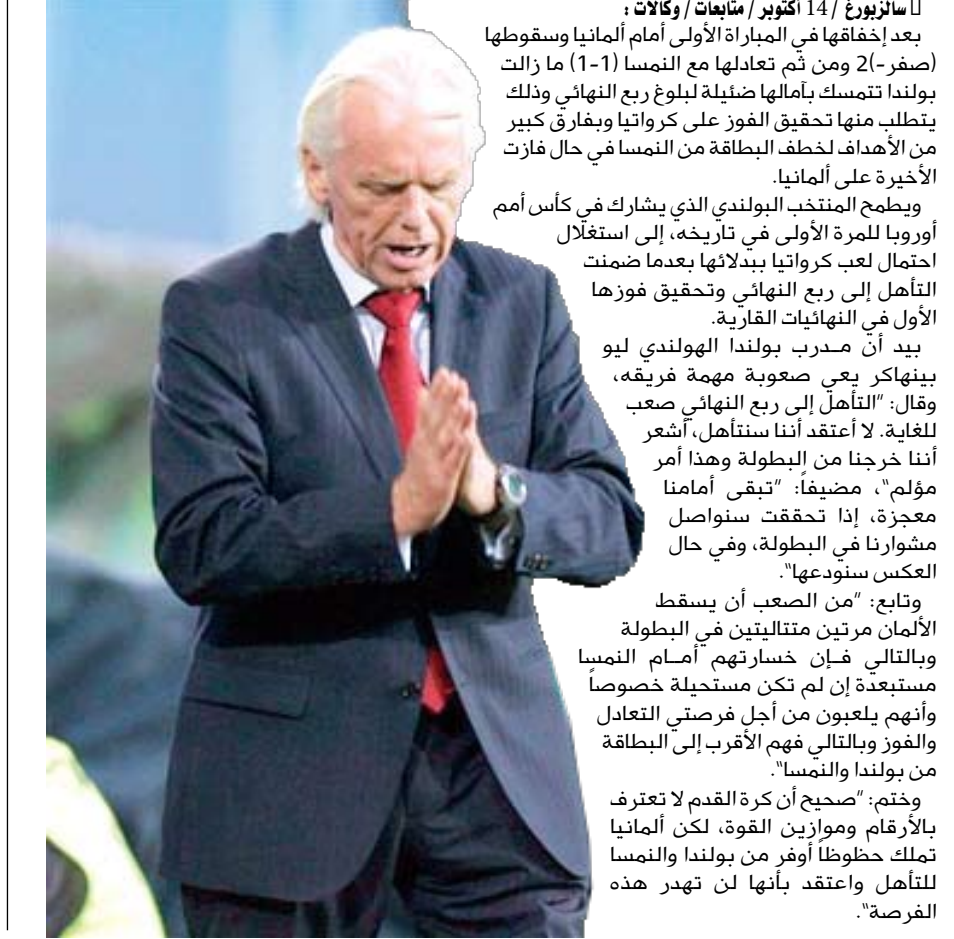 سالزبورغ / 14 أكتوبر / متابعات / وكالات :
بعد إخفاقها في المباراة الأولى أمام ألمانيا وسقوطها
(صفر-2) ومن ثم تعادلها مع النمسا (1-1) ما زالت
بولندا تتمسك بآمالها ضئيلة لبلوغ ربع النهائي وذلك
يتطلب منها تحقيق الفوز على كرواتيا وبفارق كبير
من الأهداف لخطف البطاقة من النمسا في حال فازت
الأخيرة على ألمانيا.
ويطمح المنتخب البولندي الذي يشارك في كأس أمم
أوروبا للمرة الأولى في تاريخه، إلى استغلال
احتمال لعب كرواتيا ببدلائها بعدما ضمنت
التأهل إلى ربع النهائي وتحقيق فوزها
الأول في النهائيات القارية.
بيد أن مدرب بولندا الهولندي ليو
بينهاكر يعي صعوبة مهمة فريقه،
وقال: "التأهل إلى ربع النهائي صعب
للغاية. لا أعتقد أننا سنتأهل، أشعر
أننا خرجنا من البطولة وهذا أمر
مؤلم"، مضيفاً: "تبقى أمامنا
معجزة، إذا تحققت سنواصل
مشوارنا في البطولة، وفي حال
العكس سنودعها".
وتابع: "من الصعب أن يسقط
الألمان مرتين متتاليتين في البطولة
وبالتالي فإن خسارتهم أمام النمسا
مستبعدة إن لم تكن مستحيلة خصوصاً
وأنهم يلعبون من أجل فرصتي التعادل
والفوز وبالتالي فهم الأقرب إلى البطاقة
من بولندا والنمسا".
وختم: "صحيح أن كرة القدم لا تعترف
بالأرقام وموازين القوة، لكن ألمانيا
تملك حظوظاً أوفر من بولندا والنمسا
للتأهل واعتقد بأنها لن تهدر هذه
الفرصة".